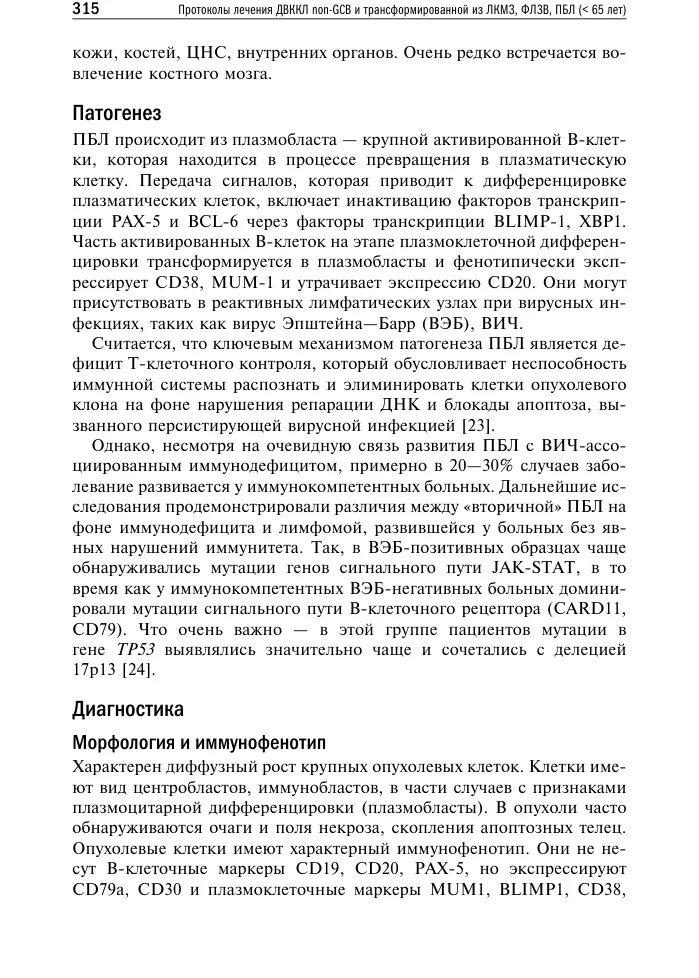 315 Протоколы лечения ДВККЛ non-GCB и трансформированной из ЛКМЗ, ФЛ3В, ПБЛ (< 65 лет)
кожи, костей, ЦНС, внутренних органов. Очень редко встречается во-
влечение костного мозга.
Патогенез
ПБЛ происходит из плазмобласта — крупной активированной В-клет-
ки, которая находится в процессе превращения в плазматическую
клетку. Передача сигналов, которая приводит к дифференцировке
плазматических клеток, включает инактивацию факторов транскрип-
ции PAX-5 и BCL-6 через факторы транскрипции BLIMP-1, XBP1.
Часть активированных В-клеток на этапе плазмоклеточной дифферен-
цировки трансформируется в плазмобласты и фенотипически эксп-
рессирует CD38, MUM-1 и утрачивает экспрессию CD20. Они могут
присутствовать в реактивных лимфатических узлах при вирусных ин-
фекциях, таких как вирус Эпштейна—Барр (ВЭБ), ВИЧ.
Считается, что ключевым механизмом патогенеза ПБЛ является де-
фицит Т-клеточного контроля, который обусловливает неспособность
иммунной системы распознать и элиминировать клетки опухолевого
клона на фоне нарушения репарации ДНК и блокады апоптоза, вы-
званного персистирующей вирусной инфекцией [23].
Однако, несмотря на очевидную связь развития ПБЛ с ВИЧ-ассо-
циированным иммунодефицитом, примерно в 20—30% случаев забо-
левание развивается у иммунокомпетентных больных. Дальнейшие ис-
следования продемонстрировали различия между «вторичной» ПБЛ на
фоне иммунодефицита и лимфомой, развившейся у больных без яв-
ных нарушений иммунитета. Так, в ВЭБ-позитивных образцах чаще
обнаруживались мутации генов сигнального пути JAK-STAT, в то
время как у иммунокомпетентных ВЭБ-негативных больных домини-
ровали мутации сигнального пути В-клеточного рецептора (CARD11,
CD79). Что очень важно — в этой группе пациентов мутации в
гене TP53 выявлялись значительно чаще и сочетались с делецией
17p13 [24].
Диагностика
Морфология и иммунофенотип
Характерен диффузный рост крупных опухолевых клеток. Клетки име-
ют вид центробластов, иммунобластов, в части случаев с признаками
плазмоцитарной дифференцировки (плазмобласты). В опухоли часто
обнаруживаются очаги и поля некроза, скопления апоптозных телец.
Опухолевые клетки имеют характерный иммунофенотип. Они не не-
сут В-клеточные маркеры CD19, CD20, PAX-5, но экспрессируют
CD79a, CD30 и плазмоклеточные маркеры MUM1, BLIMP1, CD38,